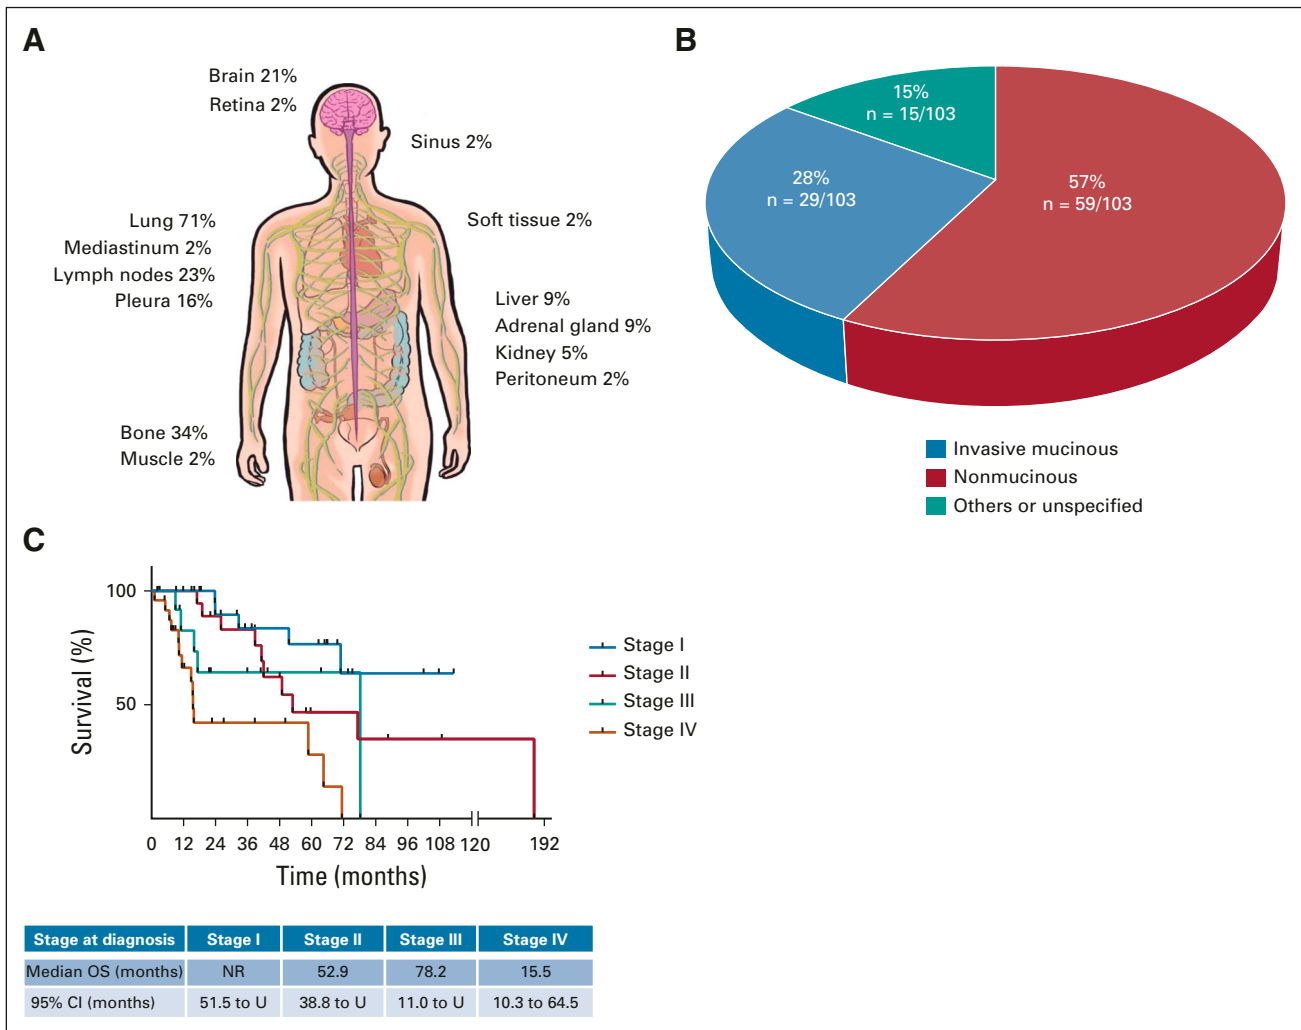 A
Brain 21%
Retina 2%
Sinus 2%
Lung 71%
Mediastinum 2%
Lymph nodes 23%
Pleura 16%
Soft tissue 2%
Liver 9%
Adrenal gland 9%
Kidney 5%
Peritoneum 2%
Bone 34%
Muscle 2%
B
15%
n = 15/103
28%
n = 29/103
57%
n = 59/103
Invasive mucinous
Nonmucinous
Others or unspecified
C
Survival (%)
100
50
0 12 24 36 48 60 72 84 96 108 120 192
Time (months)
Stage I
Stage II
Stage III
Stage IV
Stage at diagnosis Stage I Stage II Stage III Stage IV
Median OS (months) NR 52.9 78.2 15.5
95% CI (months) 51.5 to U 38.8 to U 11.0 to U 10.3 to 64.5